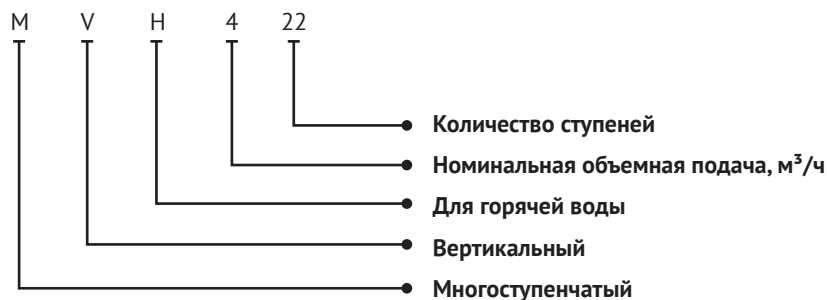 M V H 4 22
Количество ступеней
Номинальная объемная подача, м³/ч
Для горячей воды
Вертикальный
Многоступенчатый